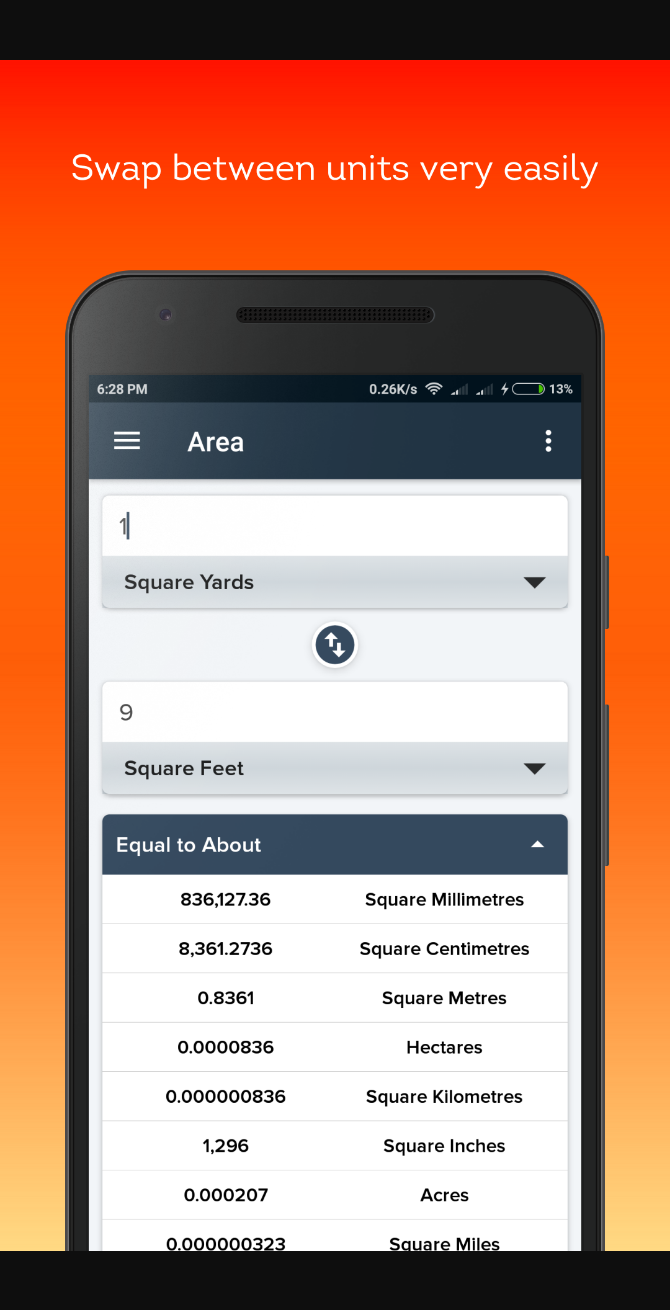 Swap between units very easily
6:28 PM 0.26K/s 13%
Area
1
Square Yards
9
Square Feet
Equal to About
836,127.36 Square Millimetres
8,361.2736 Square Centimetres
0.8361 Square Metres
0.0000836 Hectares
0.000000836 Square Kilometres
1,296 Square Inches
0.000207 Acres
0.000000323 Square Miles